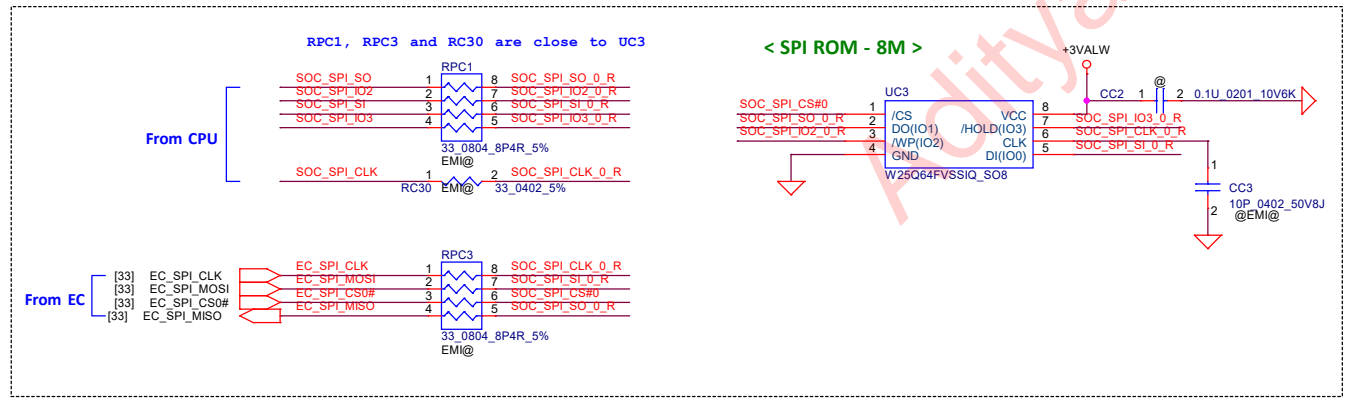 RPC1, RPC3 and RC30 are close to UC3
< SPI ROM - 8M >
+3VALW
RPC1
SOC_SPI_SO 1 8 SOC_SPI_SO_0_R
SOC_SPI_IO2 2 7 SOC_SPI_IO2_0_R
SOC_SPI_SI 3 6 SOC_SPI_SI_0_R
SOC_SPI_IO3 4 5 SOC_SPI_IO3_0_R
From CPU
33_0804_8P4R_5%
EMI@
SOC_SPI_CLK 1 2 SOC_SPI_CLK_0_R
RC30 EMI@ 33_0402_5%
@
CC2 1 2 0.1U_0201_10V6K
UC3
SOC_SPI_CS#0 1 /CS VCC 8
SOC_SPI_SO_0_R 2 DO(IO1) /HOLD(IO3) 7 SOC_SPI_IO3_0_R
SOC_SPI_IO2_0_R 3 /WP(IO2) CLK 6 SOC_SPI_CLK_0_R
4 GND DI(IO0) 5 SOC_SPI_SI_0_R
W25Q64FVSSIQ_SO8
1
CC3
10P_0402_50V8J
2 @EMI@
RPC3
[33] EC_SPI_CLK EC_SPI_CLK 1 8 SOC_SPI_CLK_0_R
[33] EC_SPI_MOSI EC_SPI_MOSI 2 7 SOC_SPI_SI_0_R
[33] EC_SPI_CS0# EC_SPI_CS0# 3 6 SOC_SPI_CS#0
[33] EC_SPI_MISO EC_SPI_MISO 4 5 SOC_SPI_SO_0_R
From EC
33_0804_8P4R_5%
EMI@
Aditya